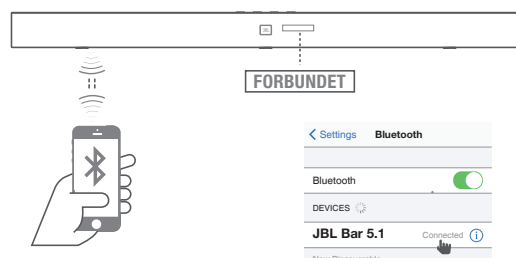 FORBUNDET
Settings Bluetooth
Bluetooth
DEVICES
JBL Bar 5.1 Connected